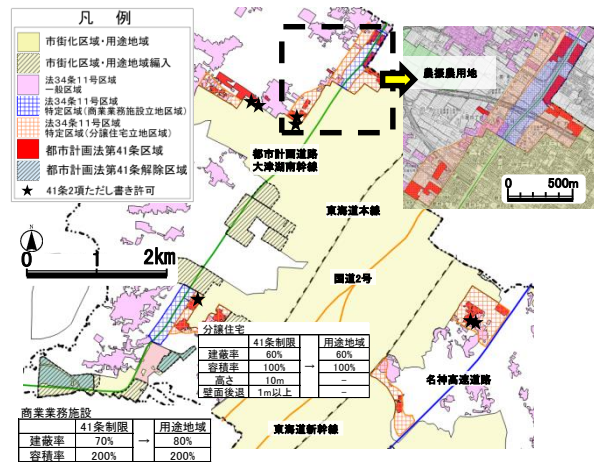 凡　例
市街化区域・用途地域
市街化区域・用途地域編入
法34条11号区域
一般区域
法34条11号区域
特定区域(商業業務施設立地区域)
法34条11号区域
特定区域(分譲住宅立地区域)
都市計画法第41条区域
都市計画法第41条解除区域
★ 41条2項ただし書き許可
N
0 1 2km
農振農用地
0 500m
都市計画道路
大津湖南幹線
東海道本線
国道2号
名神高速道路
東海道新幹線
分譲住宅
41条制限 用途地域
建蔽率 60% → 60%
容積率 100% 100%
高さ 10m －
壁面後退 1m以上 －
商業業務施設
41条制限 用途地域
建蔽率 70% → 80%
容積率 200% 200%